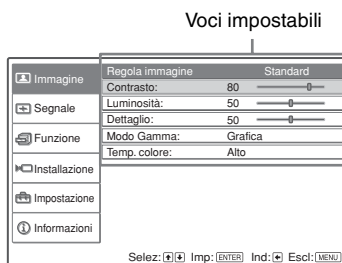 Voci impostabili
Immagine
Segnale
Funzione
Installazione
Impostazione
Informazioni
Regola immagine Standard
Contrasto: 80
Luminosità: 50
Dettaglio: 50
Modo Gamma: Grafica
Temp. colore: Alto
Selez: Imp: ENTER Ind: Escl: MENU